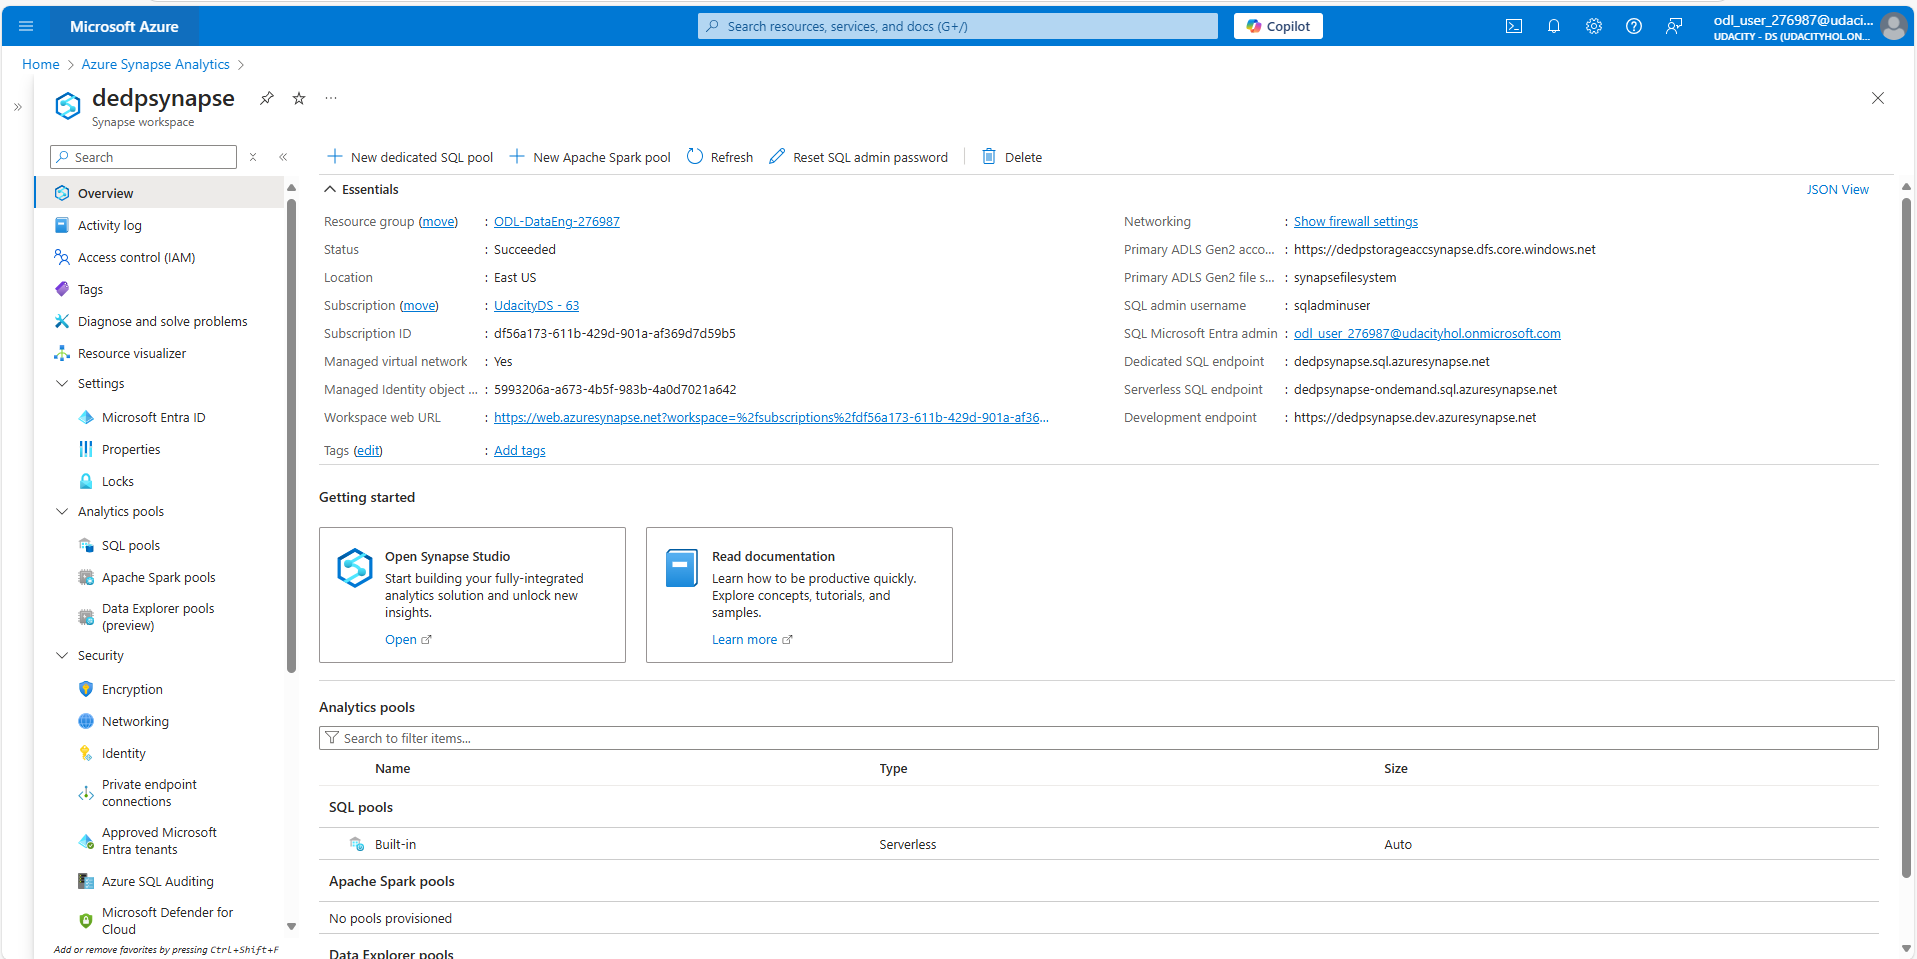 Microsoft Azure
Search resources, services, and docs (G+/)
Copilot
odl_user_276987@udaci...
UDACITY - DS (UDACITYHOL.ON...
Home
Azure Synapse Analytics
dedpsynapse
Synapse workspace
Search
Overview
Activity log
Access control (IAM)
Tags
Diagnose and solve problems
Resource visualizer
Settings
Microsoft Entra ID
Properties
Locks
Analytics pools
SQL pools
Apache Spark pools
Data Explorer pools
(preview)
Security
Encryption
Networking
Identity
Private endpoint
connections
Approved Microsoft
Entra tenants
Azure SQL Auditing
Microsoft Defender for
Cloud
Add or remove favorites by pressing Ctrl+Shift+F
New dedicated SQL pool
New Apache Spark pool
Refresh
Reset SQL admin password
Delete
Essentials
JSON View
Resource group (move) : ODL-DataEng-276987
Status : Succeeded
Location : East US
Subscription (move) : UdacityDS - 63
Subscription ID : df56a173-611b-429d-901a-af369d7d59b5
Managed virtual network : Yes
Managed Identity object ... : 5993206a-a673-4b5f-983b-4a0d7021a642
Workspace web URL : https://web.azuresynapse.net?workspace=%2fsubscriptions%2fdf56a173-611b-429d-901a-af36...
Tags (edit) : Add tags
Networking : Show firewall settings
Primary ADLS Gen2 acco... : https://dedpstorageaccsynapse.dfs.core.windows.net
Primary ADLS Gen2 file s... : synapsefilesystem
SQL admin username : sqladminuser
SQL Microsoft Entra admin : odl_user_276987@udacityhol.onmicrosoft.com
Dedicated SQL endpoint : dedpsynapse.sql.azuresynapse.net
Serverless SQL endpoint : dedpsynapse-ondemand.sql.azuresynapse.net
Development endpoint : https://dedpsynapse.dev.azuresynapse.net
Getting started
Open Synapse Studio
Start building your fully-integrated
analytics solution and unlock new
insights.
Open
Read documentation
Learn how to be productive quickly.
Explore concepts, tutorials, and
samples.
Learn more
Analytics pools
Search to filter items...
Name Type Size
SQL pools
Built-in Serverless Auto
Apache Spark pools
No pools provisioned
Data Explorer pools